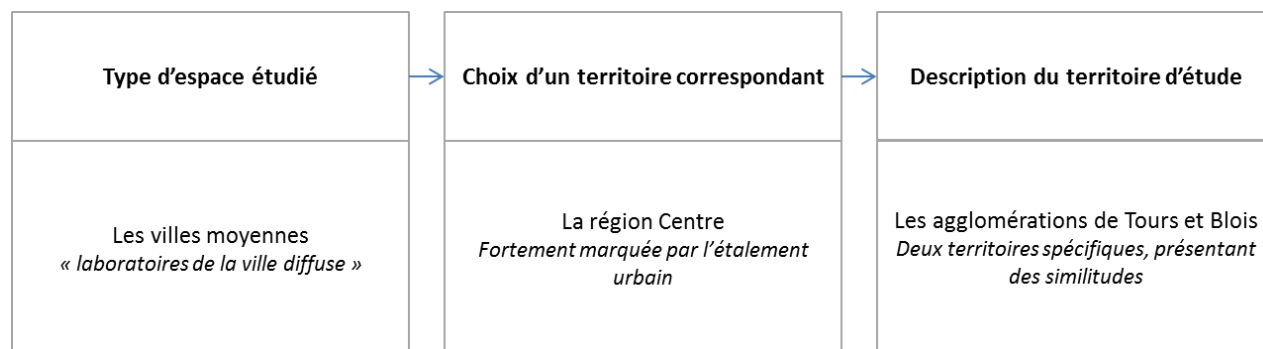 Type d’espace étudié
Les villes moyennes
« laboratoires de la ville diffuse »
Choix d’un territoire correspondant
La région Centre
Fortement marquée par l’étalement
urbain
Description du territoire d’étude
Les agglomérations de Tours et Blois
Deux territoires spécifiques, présentant
des similitudes